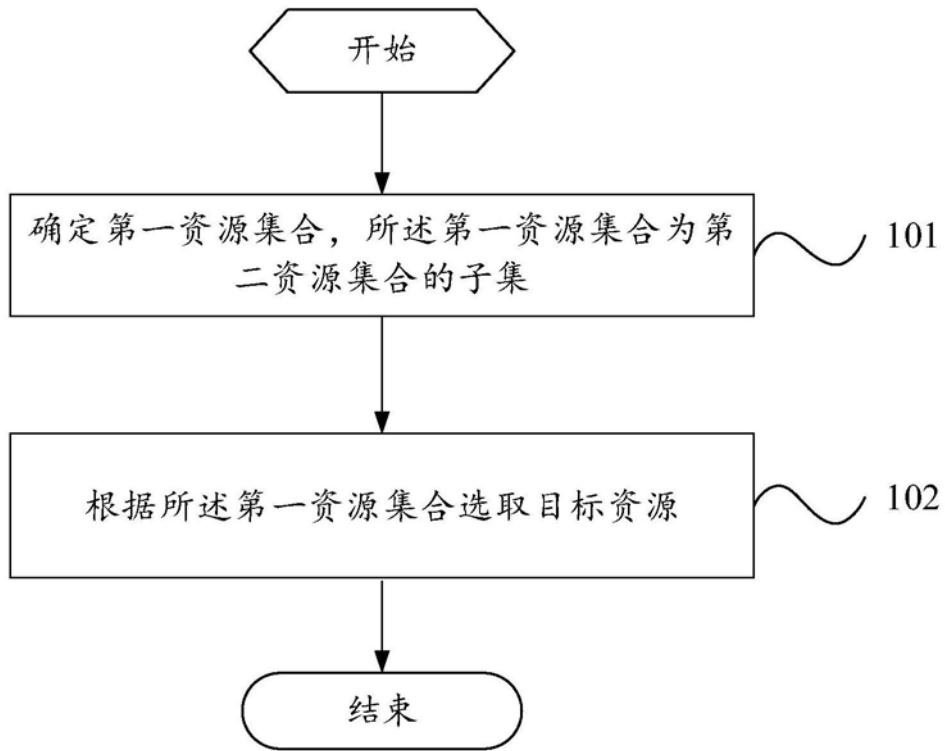 开始
确定第一资源集合，所述第一资源集合为第
二资源集合的子集
101
根据所述第一资源集合选取目标资源
102
结束